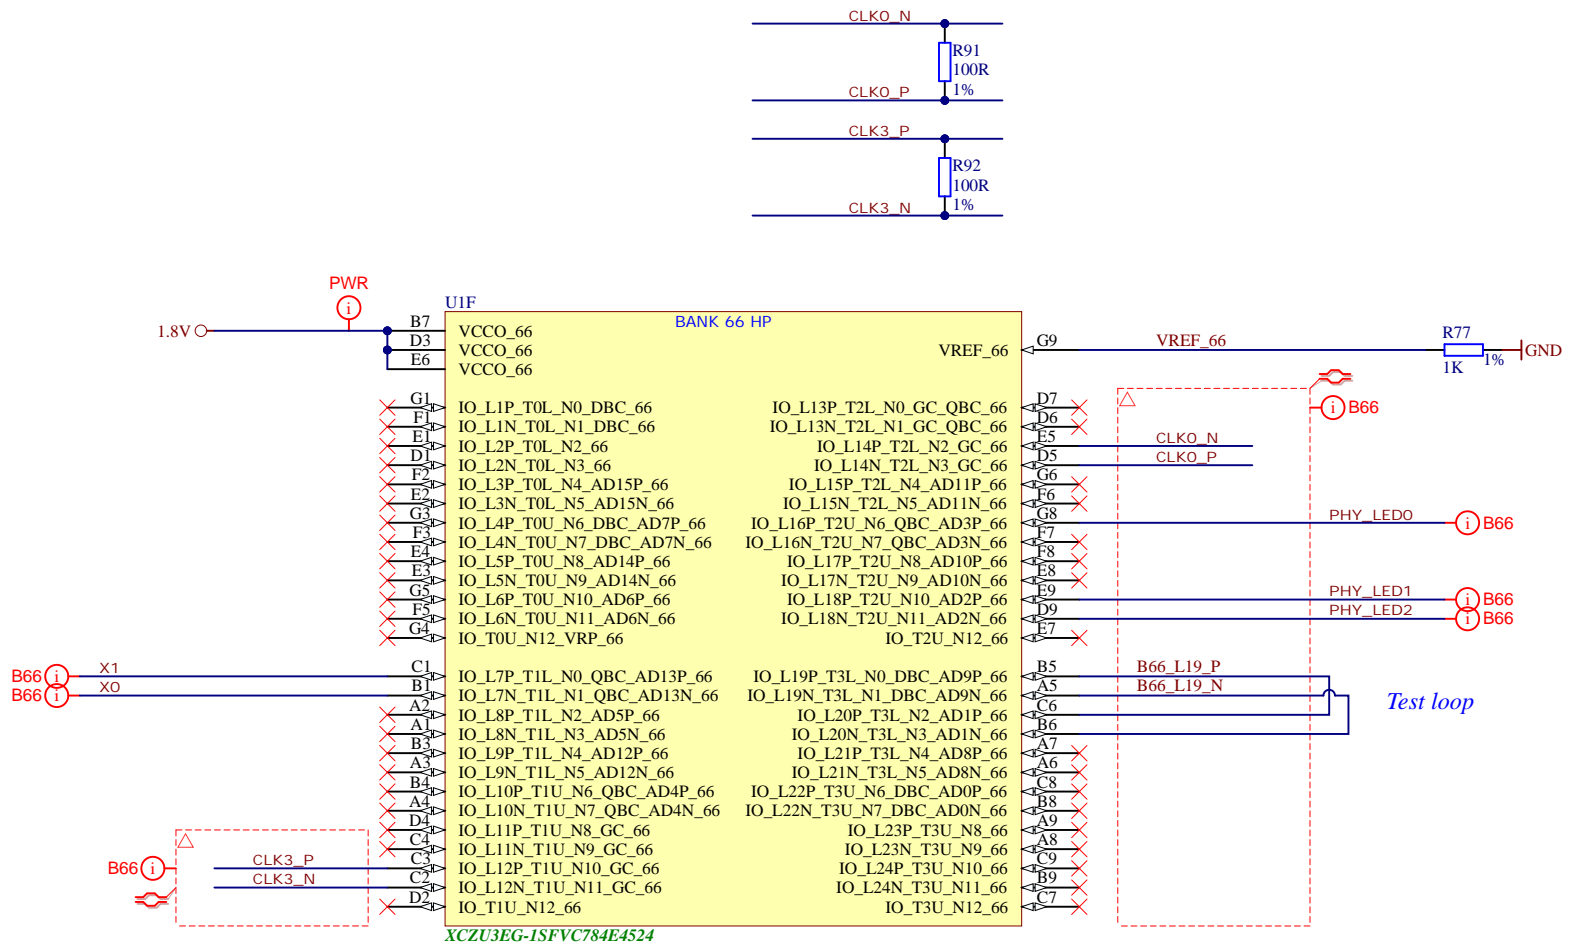 CLK0_N
R91
100R
1%
CLK0_P
CLK3_P
R92
100R
1%
CLK3_N
PWR
i
1.8V
U1F
BANK 66 HP
B7 VCCO_66
D3 VCCO_66
E6 VCCO_66
VREF_66 G9 VREF_66
R77
1K 1%
GND
G1 IO_L1P_T0L_N0_DBC_66
F1 IO_L1N_T0L_N1_DBC_66
E1 IO_L2P_T0L_N2_66
D1 IO_L2N_T0L_N3_66
F2 IO_L3P_T0L_N4_AD15P_66
E2 IO_L3N_T0L_N5_AD15N_66
G3 IO_L4P_T0U_N6_DBC_AD7P_66
F3 IO_L4N_T0U_N7_DBC_AD7N_66
E4 IO_L5P_T0U_N8_AD14P_66
E3 IO_L5N_T0U_N9_AD14N_66
G5 IO_L6P_T0U_N10_AD6P_66
F5 IO_L6N_T0U_N11_AD6N_66
G4 IO_T0U_N12_VRP_66
B66 i X1 C1 IO_L7P_T1L_N0_QBC_AD13P_66
B66 i X0 B1 IO_L7N_T1L_N1_QBC_AD13N_66
A2 IO_L8P_T1L_N2_AD5P_66
A1 IO_L8N_T1L_N3_AD5N_66
B3 IO_L9P_T1L_N4_AD12P_66
A3 IO_L9N_T1L_N5_AD12N_66
B4 IO_L10P_T1U_N6_QBC_AD4P_66
A4 IO_L10N_T1U_N7_QBC_AD4N_66
D4 IO_L11P_T1U_N8_GC_66
C4 IO_L11N_T1U_N9_GC_66
B66 i CLK3_P C3 IO_L12P_T1U_N10_GC_66
CLK3_N C2 IO_L12N_T1U_N11_GC_66
D2 IO_T1U_N12_66
IO_L13P_T2L_N0_GC_QBC_66 D7
i B66
IO_L13N_T2L_N1_GC_QBC_66 D6
IO_L14P_T2L_N2_GC_66 E5 CLK0_N
IO_L14N_T2L_N3_GC_66 D5 CLK0_P
IO_L15P_T2L_N4_AD11P_66 G6
IO_L15N_T2L_N5_AD11N_66 F6
IO_L16P_T2U_N6_QBC_AD3P_66 G8 PHY_LED0 i B66
IO_L16N_T2U_N7_QBC_AD3N_66 F7
IO_L17P_T2U_N8_AD10P_66 F8
IO_L17N_T2U_N9_AD10N_66 E8
IO_L18P_T2U_N10_AD2P_66 E9 PHY_LED1 i B66
IO_L18N_T2U_N11_AD2N_66 D9 PHY_LED2 i B66
IO_T2U_N12_66 E7
IO_L19P_T3L_N0_DBC_AD9P_66 B5 B66_L19_P
IO_L19N_T3L_N1_DBC_AD9N_66 A5 B66_L19_N
Test loop
IO_L20P_T3L_N2_AD1P_66 C6
IO_L20N_T3L_N3_AD1N_66 B6
IO_L21P_T3L_N4_AD8P_66 A7
IO_L21N_T3L_N5_AD8N_66 A6
IO_L22P_T3U_N6_DBC_AD0P_66 C8
IO_L22N_T3U_N7_DBC_AD0N_66 B8
IO_L23P_T3U_N8_66 A9
IO_L23N_T3U_N9_66 A8
IO_L24P_T3U_N10_66 C9
IO_L24N_T3U_N11_66 B9
IO_T3U_N12_66 C7
XCZU3EG-1SFVC784E4524